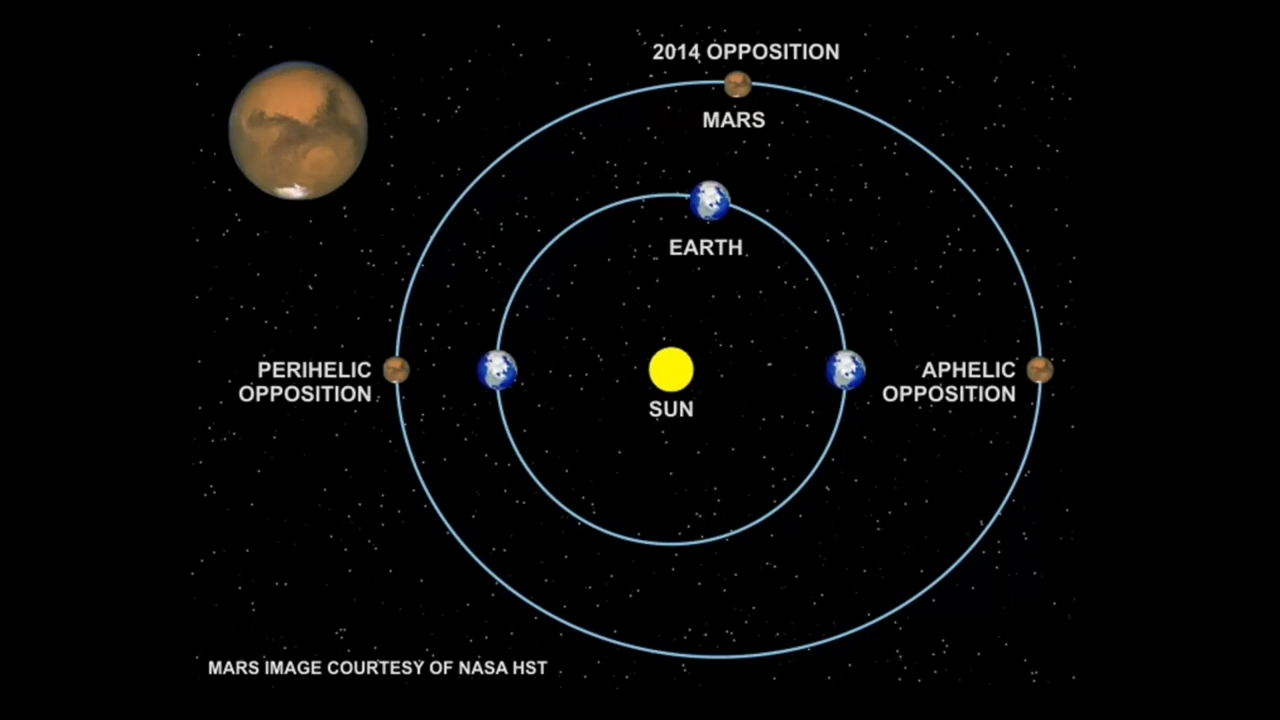 2014 OPPOSITION
MARS
EARTH
PERIHELIC
OPPOSITION
SUN
APHELIC
OPPOSITION
MARS IMAGE COURTESY OF NASA HST